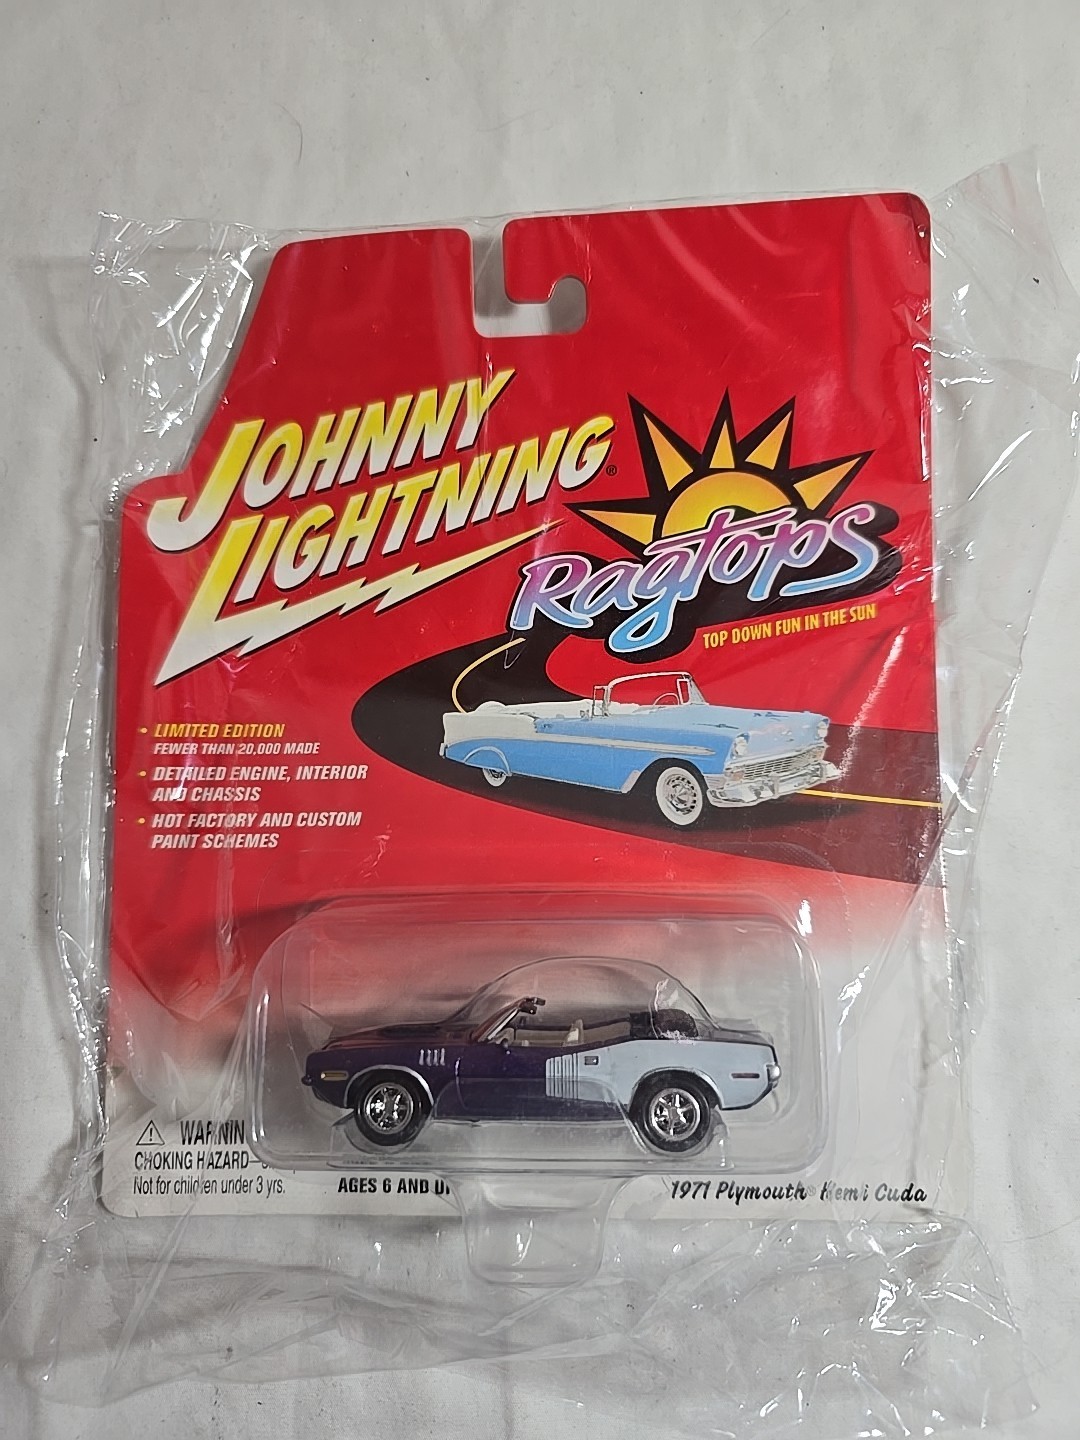 JOHNNY
LIGHTNING®
Ragtops
TOP DOWN FUN IN THE SUN
• LIMITED EDITION
FEWER THAN 20,000 MADE
• DETAILED ENGINE, INTERIOR
AND CHASSIS
• HOT FACTORY AND CUSTOM
PAINT SCHEMES
⚠ WARNIN
CHOKING HAZARD—
Not for children under 3 yrs.
AGES 6 AND
1971 Plymouth® Hemi Cuda